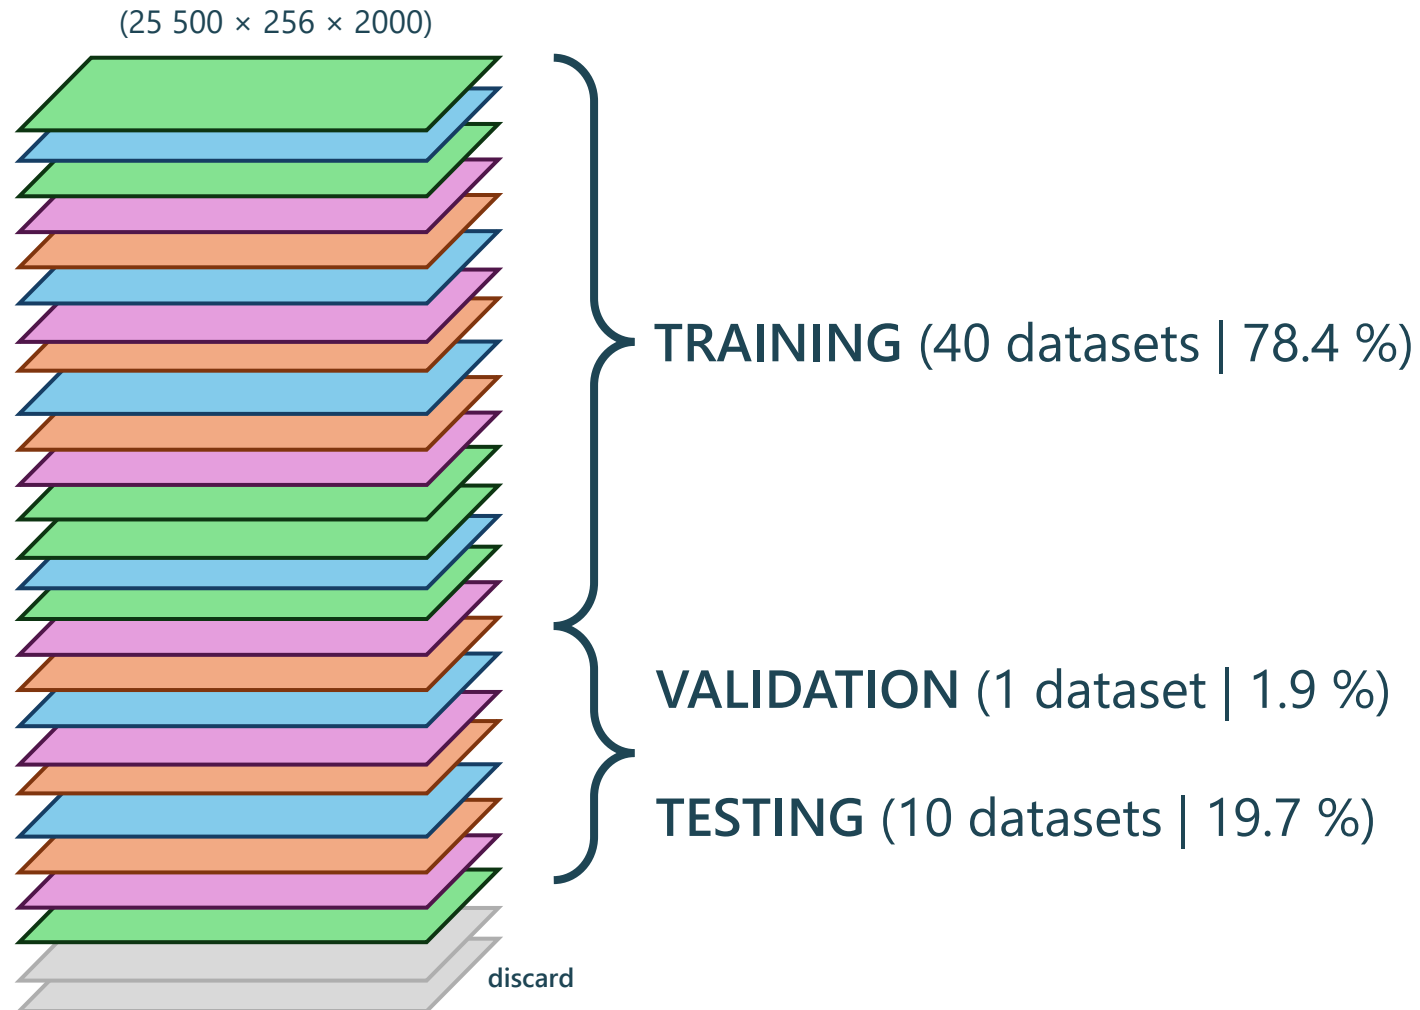 (25 500 × 256 × 2000)
TRAINING (40 datasets | 78.4 %)
VALIDATION (1 dataset | 1.9 %)
TESTING (10 datasets | 19.7 %)
discard